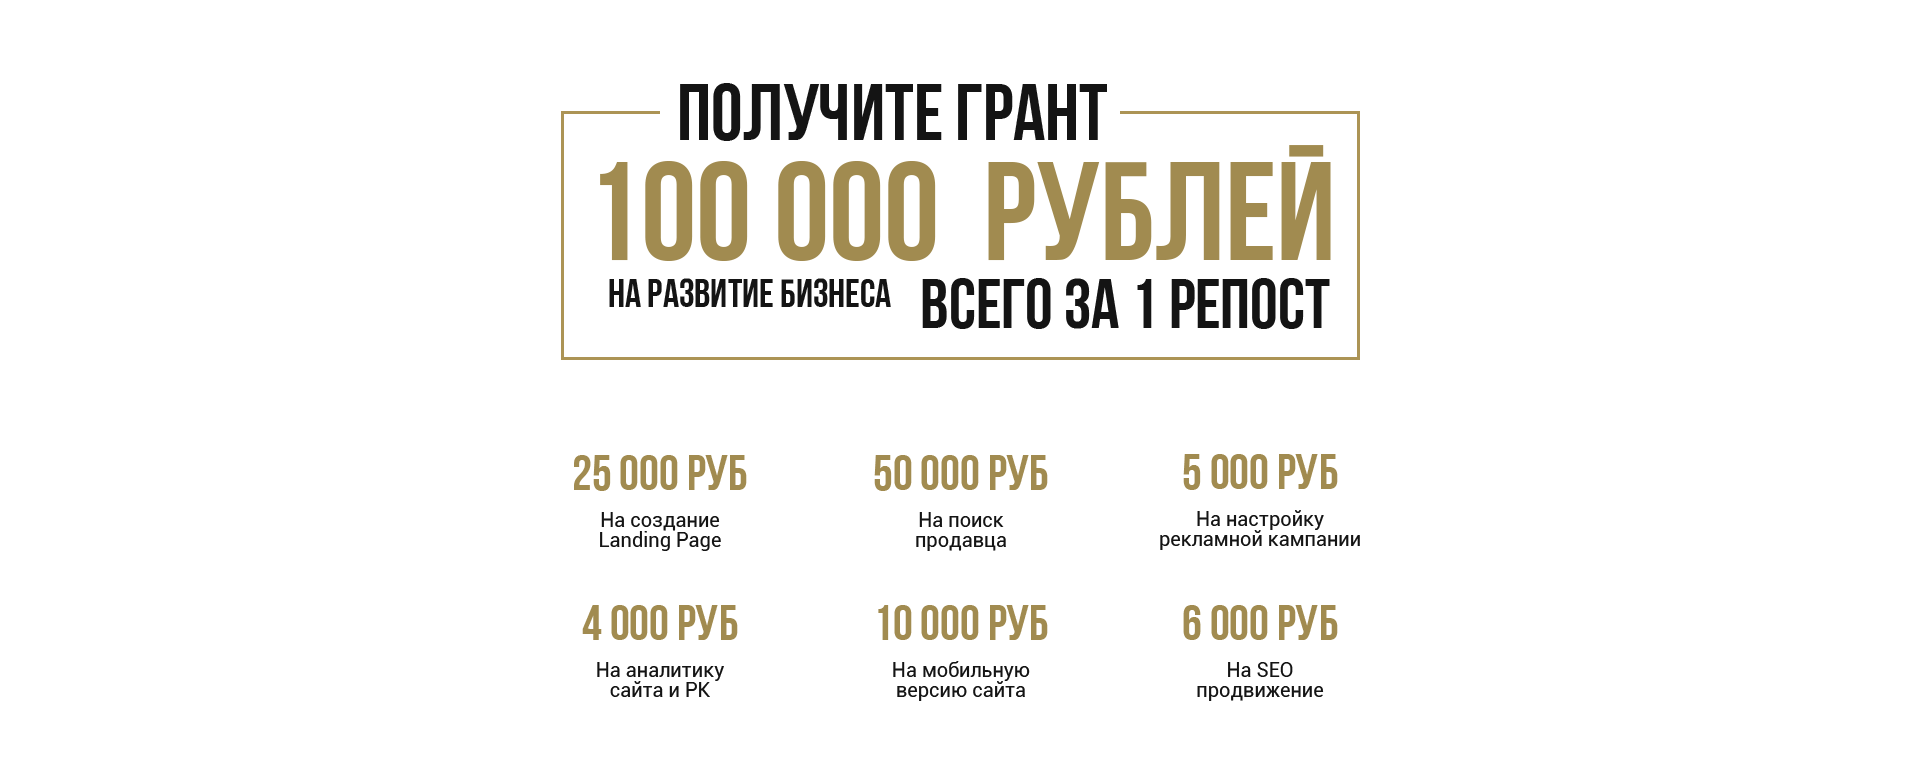 ПОЛУЧИТЕ ГРАНТ
100 000 РУБЛЕЙ
НА РАЗВИТИЕ БИЗНЕСА ВСЕГО ЗА 1 РЕПОСТ
25 000 РУБ
На создание
Landing Page
50 000 РУБ
На поиск
продавца
5 000 РУБ
На настройку
рекламной кампании
4 000 РУБ
На аналитику
сайта и РК
10 000 РУБ
На мобильную
версию сайта
6 000 РУБ
На SEO
продвижение